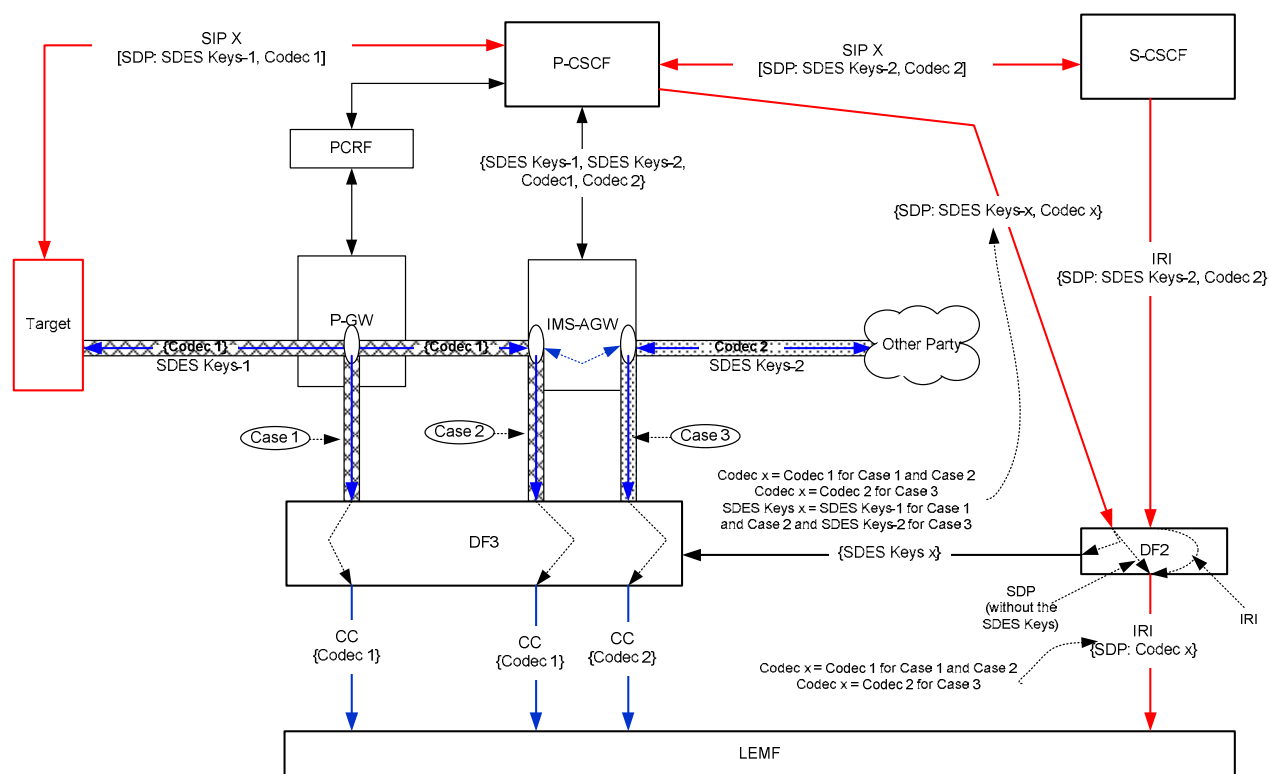 SIP X
[SDP: SDES Keys-1, Codec 1]
P-CSCF
SIP X
[SDP: SDES Keys-2, Codec 2]
S-CSCF
PCRF
{SDES Keys-1, SDES Keys-2,
Codec1, Codec 2}
{SDP: SDES Keys-x, Codec x}
IRI
{SDP: SDES Keys-2, Codec 2}
Target
P-GW
IMS-AGW
Other Party
{Codec 1}
{Codec 1}
Codec 2
SDES Keys-1
SDES Keys-2
Case 1
Case 2
Case 3
Codec x = Codec 1 for Case 1 and Case 2
Codec x = Codec 2 for Case 3
SDES Keys x = SDES Keys-1 for Case 1
and Case 2 and SDES Keys-2 for Case 3
DF3
{SDES Keys x}
DF2
SDP
(without the
SDES Keys)
IRI
CC
{Codec 1}
CC
{Codec 1}
CC
{Codec 2}
IRI
{SDP: Codec x}
Codec x = Codec 1 for Case 1 and Case 2
Codec x = Codec 2 for Case 3
LEMF